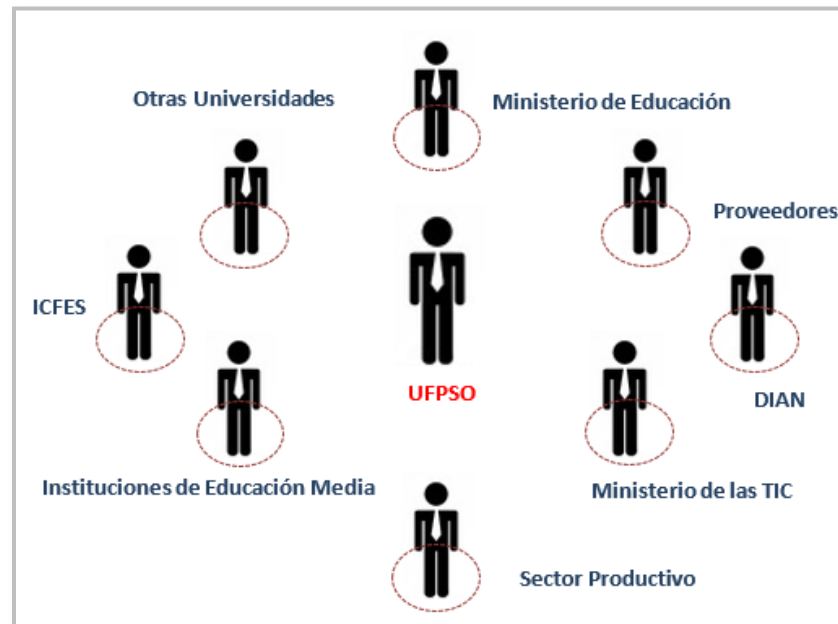 Otras Universidades
Ministerio de Educación
Proveedores
ICFES
UFPSO
DIAN
Instituciones de Educación Media
Ministerio de las TIC
Sector Productivo